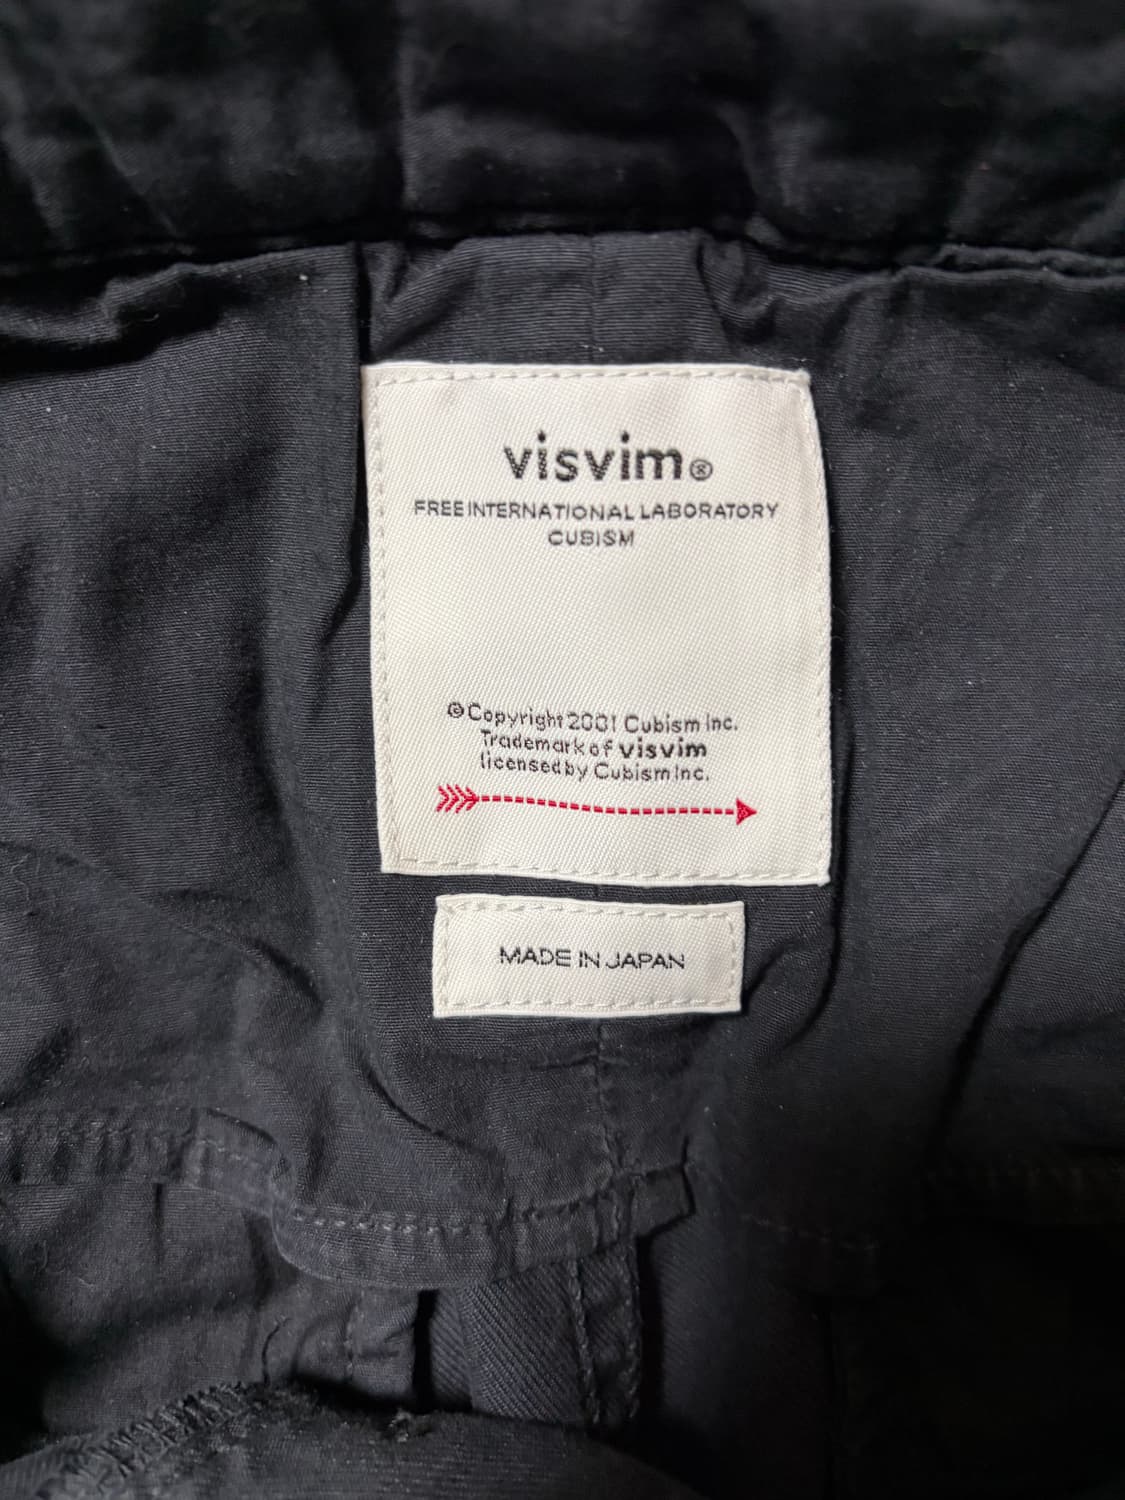 visvim®
FREE INTERNATIONAL LABORATORY
CUBISM
©Copyright 2001 Cubism Inc.
Trademark of visvim
licensed by Cubism Inc.
MADE IN JAPAN